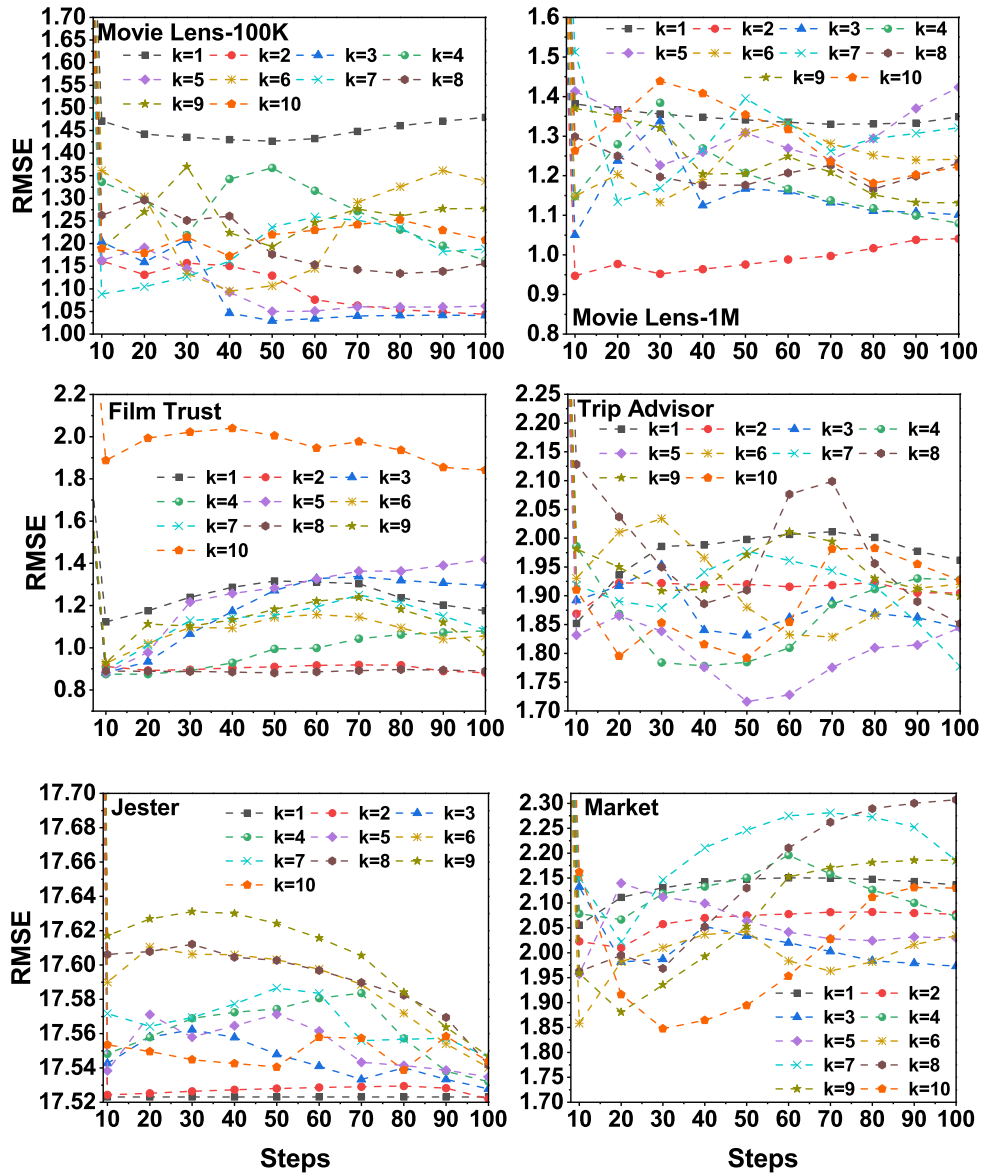 Movie Lens-100K
k=1 k=2 k=3 k=4
k=5 k=6 k=7 k=8
k=9 k=10
1.70
1.65
1.60
1.55
1.50
1.45
1.40
1.35
1.30
1.25
1.20
1.15
1.10
1.05
1.00
RMSE
10 20 30 40 50 60 70 80 90 100
k=1 k=2 k=3 k=4
k=5 k=6 k=7 k=8
k=9 k=10
1.6
1.5
1.4
1.3
1.2
1.1
1.0
0.9
0.8
Movie Lens-1M
10 20 30 40 50 60 70 80 90 100
Film Trust
2.2
2.0
1.8
1.6
1.4
1.2
1.0
0.8
RMSE
k=1 k=2 k=3
k=4 k=5 k=6
k=7 k=8 k=9
k=10
10 20 30 40 50 60 70 80 90 100
Trip Advisor
k=1 k=2 k=3 k=4
k=5 k=6 k=7 k=8
k=9 k=10
2.25
2.20
2.15
2.10
2.05
2.00
1.95
1.90
1.85
1.80
1.75
1.70
10 20 30 40 50 60 70 80 90 100
Jester
k=1 k=2 k=3
k=4 k=5 k=6
k=7 k=8 k=9
k=10
17.70
17.68
17.66
17.64
17.62
17.60
17.58
17.56
17.54
17.52
RMSE
10 20 30 40 50 60 70 80 90 100
Steps
Market
2.30
2.25
2.20
2.15
2.10
2.05
2.00
1.95
1.90
1.85
1.80
1.75
1.70
k=1 k=2
k=3 k=4
k=5 k=6
k=7 k=8
k=9 k=10
10 20 30 40 50 60 70 80 90 100
Steps